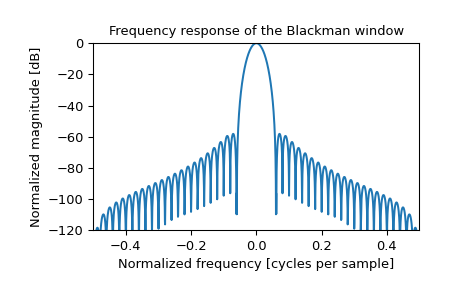 Frequency response of the Blackman window
Normalized magnitude [dB]
0
−20
−40
−60
−80
−100
−120
−0.4 −0.2 0.0 0.2 0.4
Normalized frequency [cycles per sample]